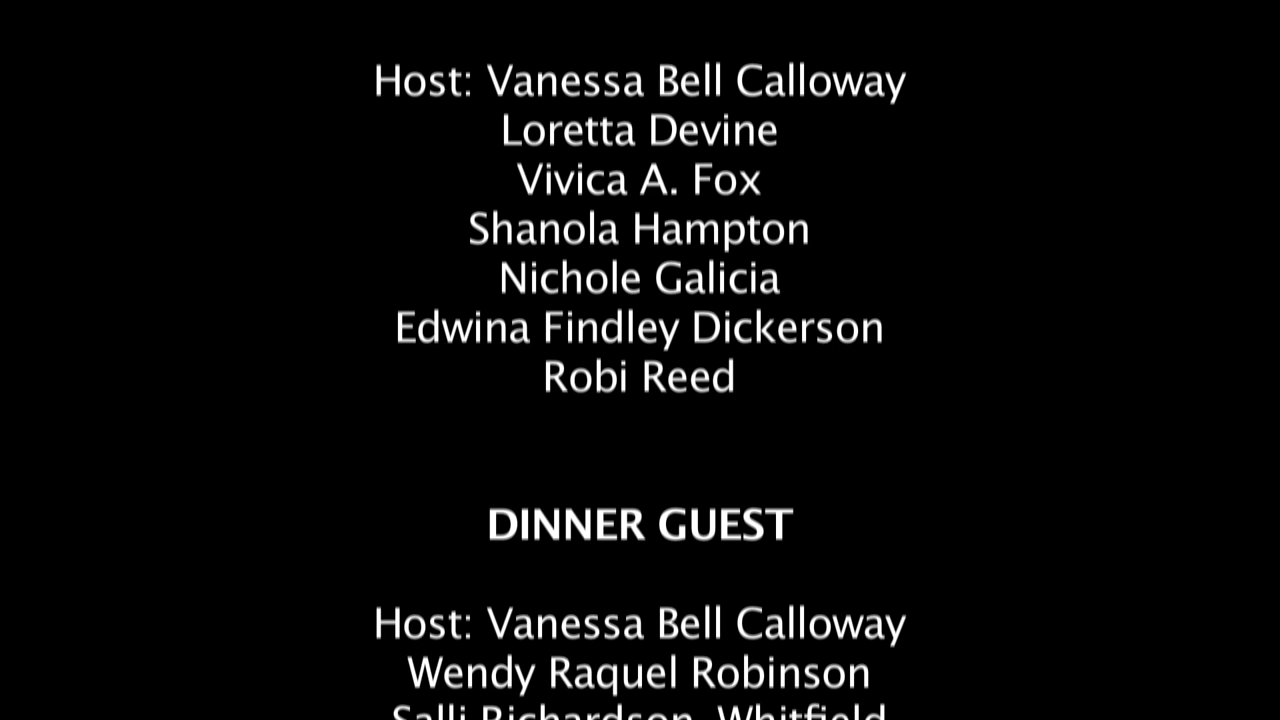 Host: Vanessa Bell Calloway
Loretta Devine
Vivica A. Fox
Shanola Hampton
Nichole Galicia
Edwina Findley Dickerson
Robi Reed
DINNER GUEST
Host: Vanessa Bell Calloway
Wendy Raquel Robinson
Salli Richardson-Whitfield